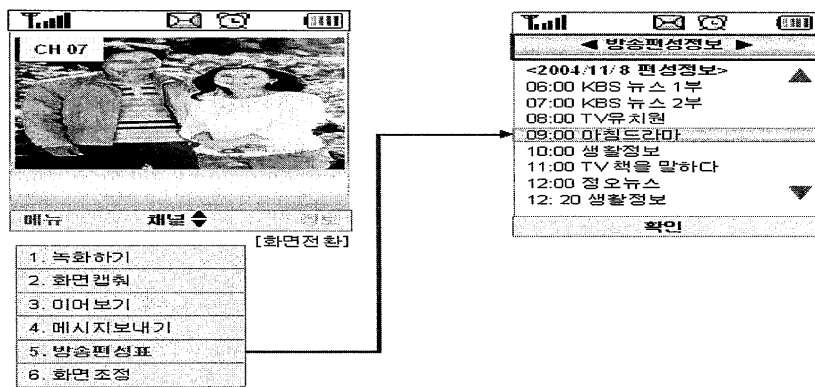 CH 07
메뉴 채널 정보
[화면전환]
1. 녹화하기
2. 화면캡춰
3. 이어보기
4. 메시지보내기
5. 방송편성표
6. 화면조정
◀ 방송편성정보 ▶
<2004/11/8 편성정보>
06:00 KBS 뉴스 1부
07:00 KBS 뉴스 2부
08:00 TV유치원
09:00 아침드라마
10:00 생활정보
11:00 TV 책을 말하다
12:00 정오뉴스
12: 20 생활정보
확인